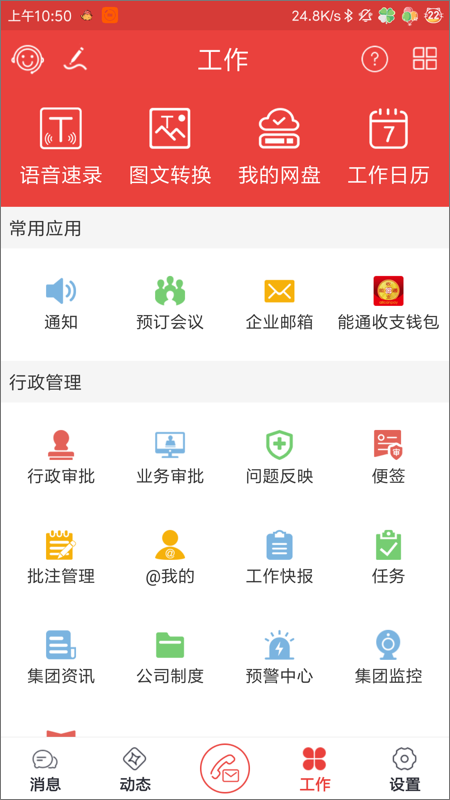 上午10:50 24.8K/s 22
工作 ?
T 7
语音速录 图文转换 我的网盘 工作日历
常用应用
通知 预订会议 企业邮箱 能通收支钱包
行政管理
行政审批 业务审批 问题反映 便签
批注管理 @我的 工作快报 任务
集团资讯 公司制度 预警中心 集团监控
消息 动态 工作 设置